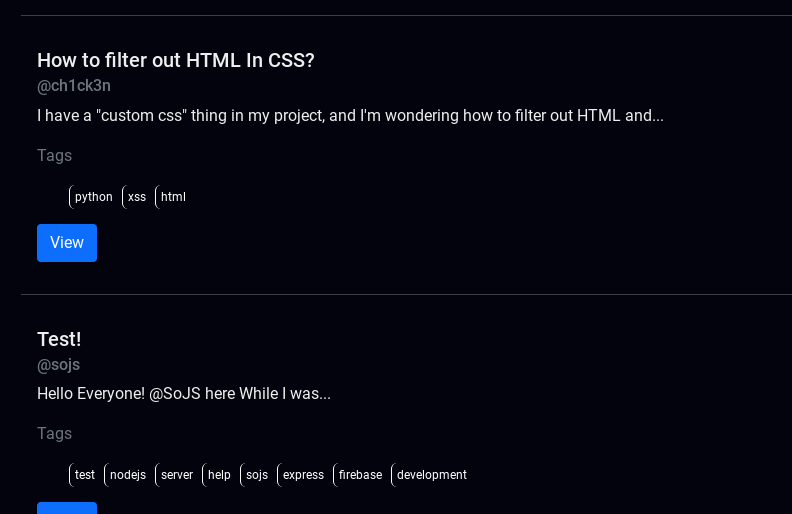 How to filter out HTML In CSS?
@ch1ck3n
I have a "custom css" thing in my project, and I'm wondering how to filter out HTML and...
Tags
python xss html
View
Test!
@sojs
Hello Everyone! @SoJS here While I was...
Tags
test nodejs server help sojs express firebase development